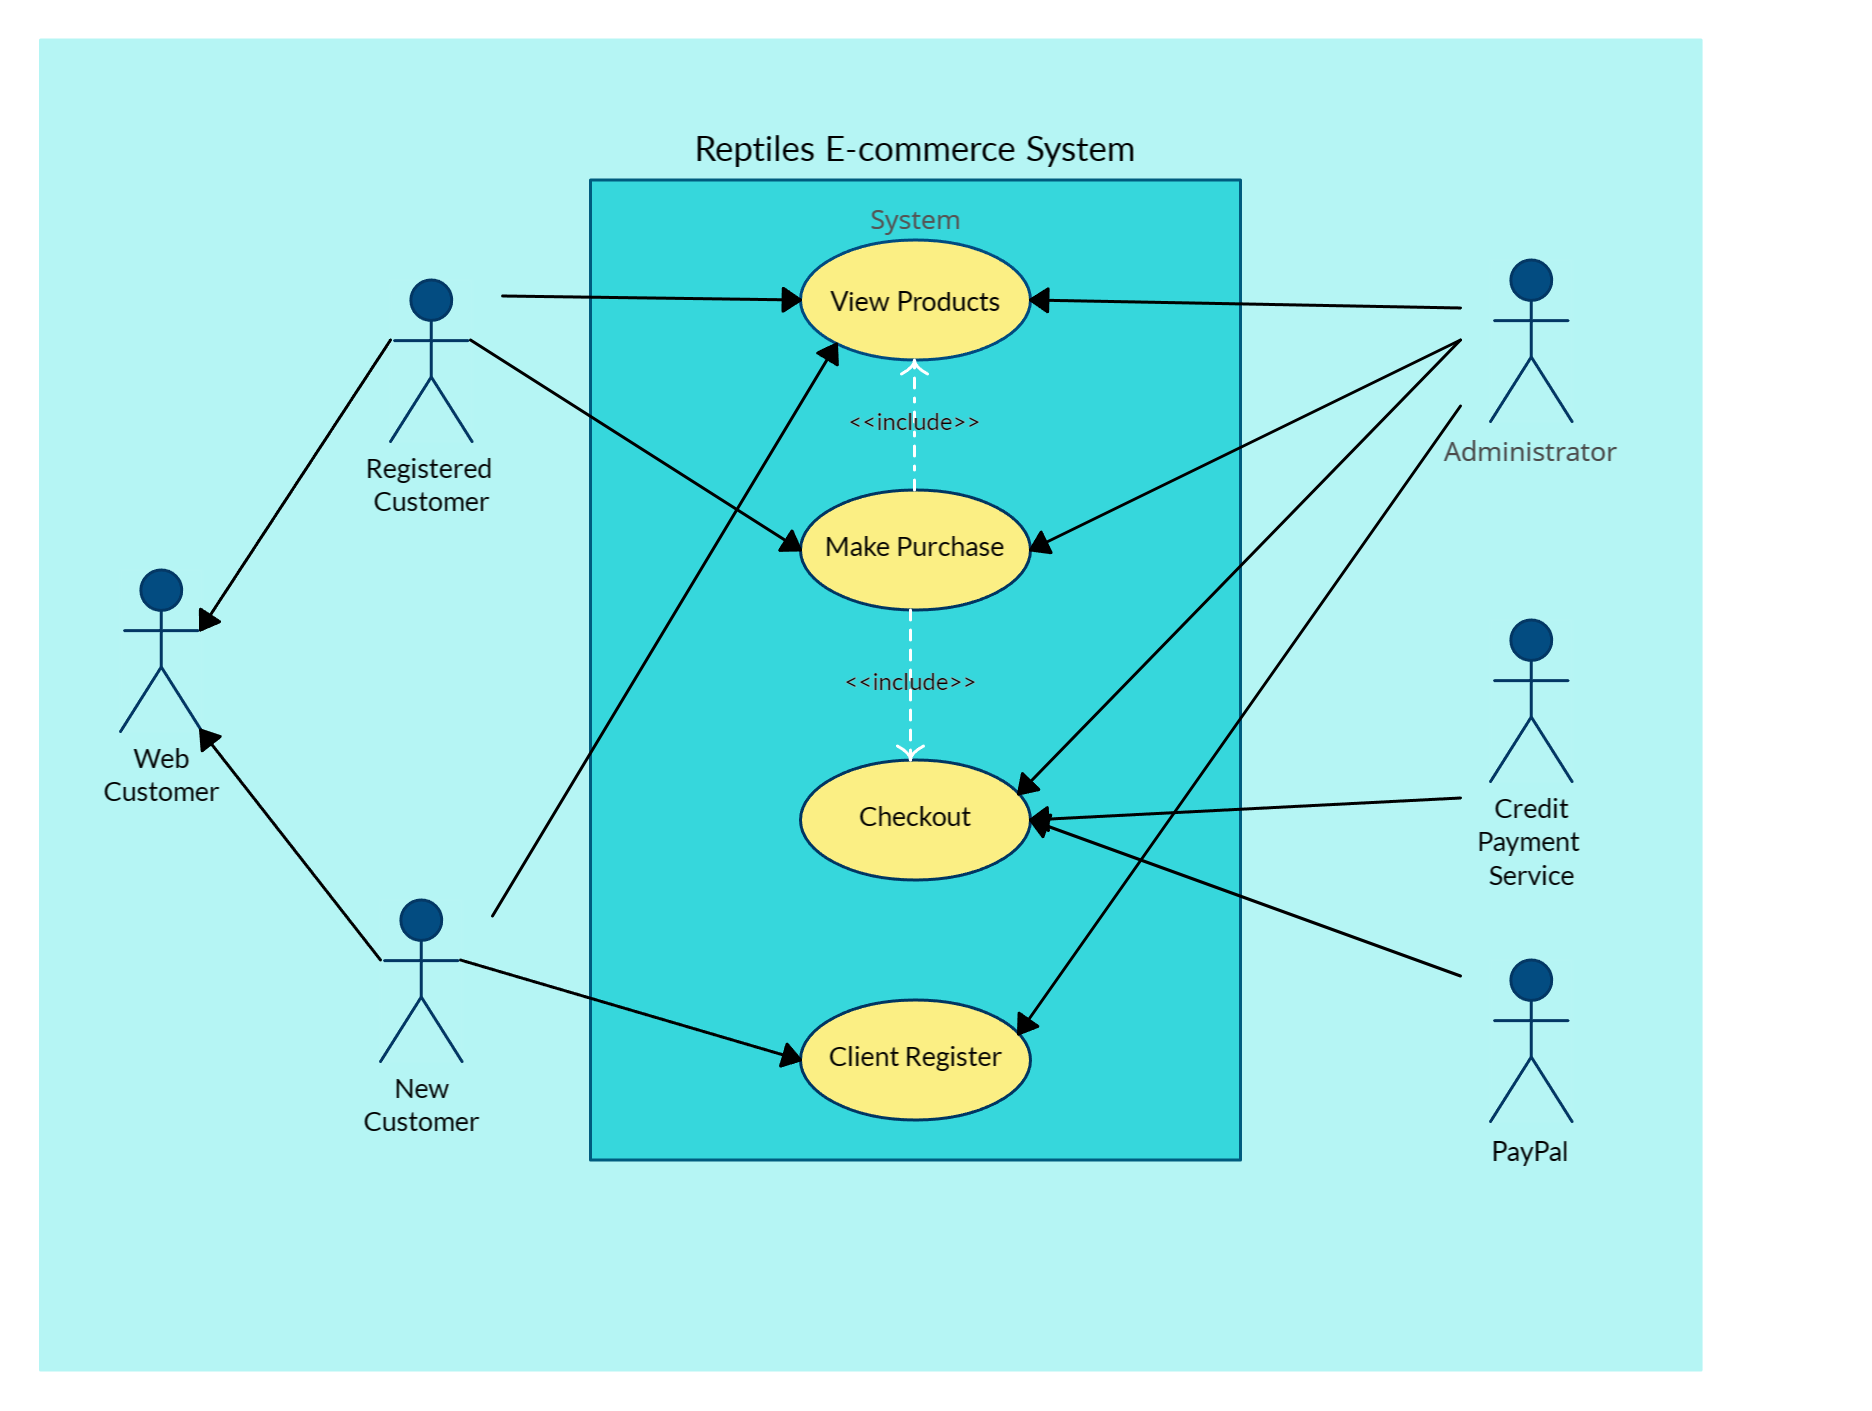 Reptiles E-commerce System
System
View Products
<<include>>
Make Purchase
<<include>>
Checkout
Client Register
Registered
Customer
Web
Customer
New
Customer
Administrator
Credit
Payment
Service
PayPal